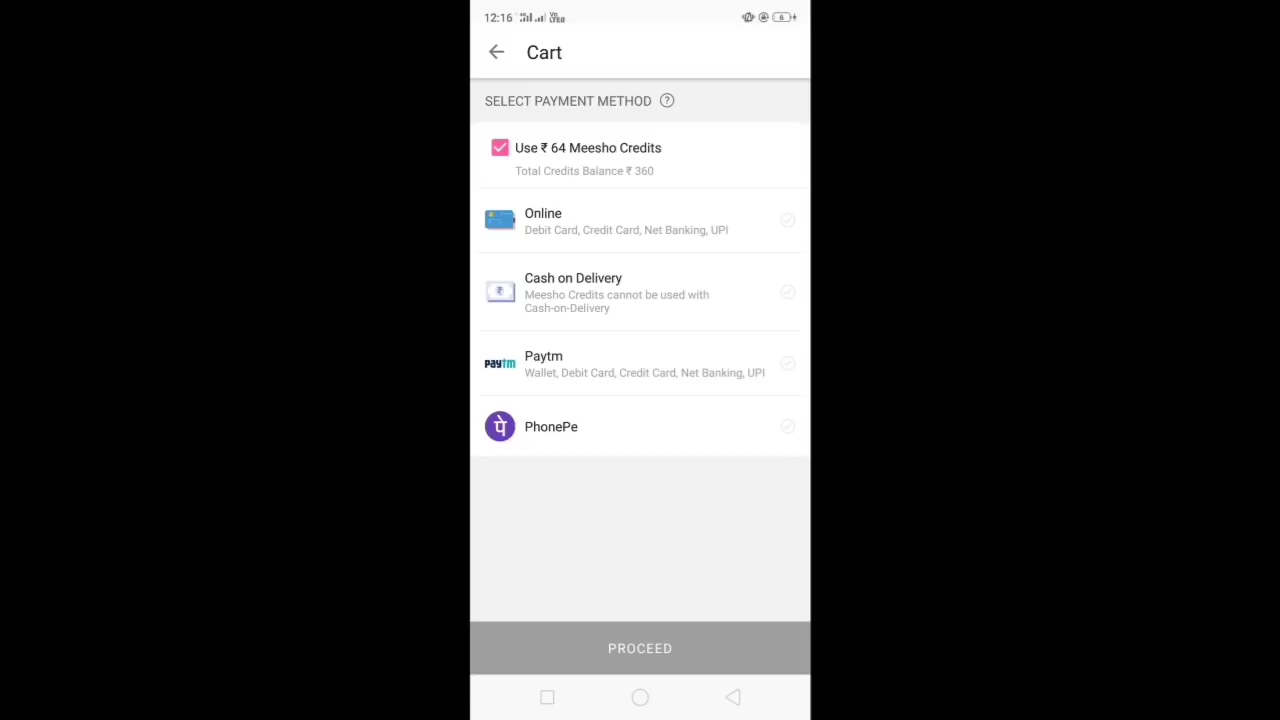 12:16
Cart
SELECT PAYMENT METHOD ?
Use ₹ 64 Meesho Credits
Total Credits Balance ₹ 360
Online
Debit Card, Credit Card, Net Banking, UPI
Cash on Delivery
Meesho Credits cannot be used with
Cash-on-Delivery
₹
Paytm
Wallet, Debit Card, Credit Card, Net Banking, UPI
paytm
पे PhonePe
PROCEED